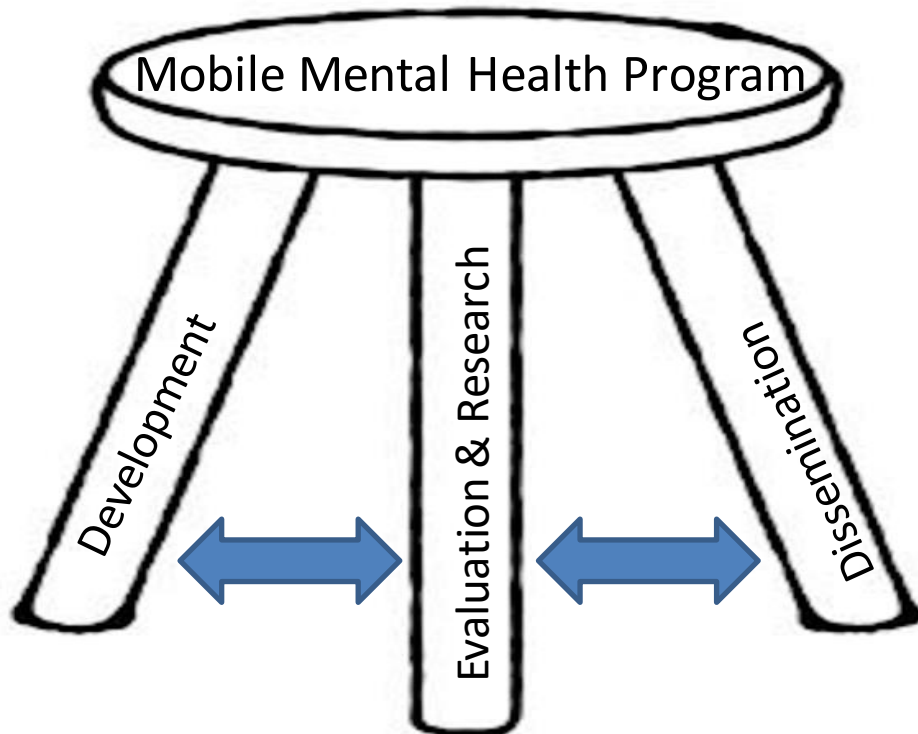 Mobile Mental Health Program
Development
Evaluation & Research
Dissemination